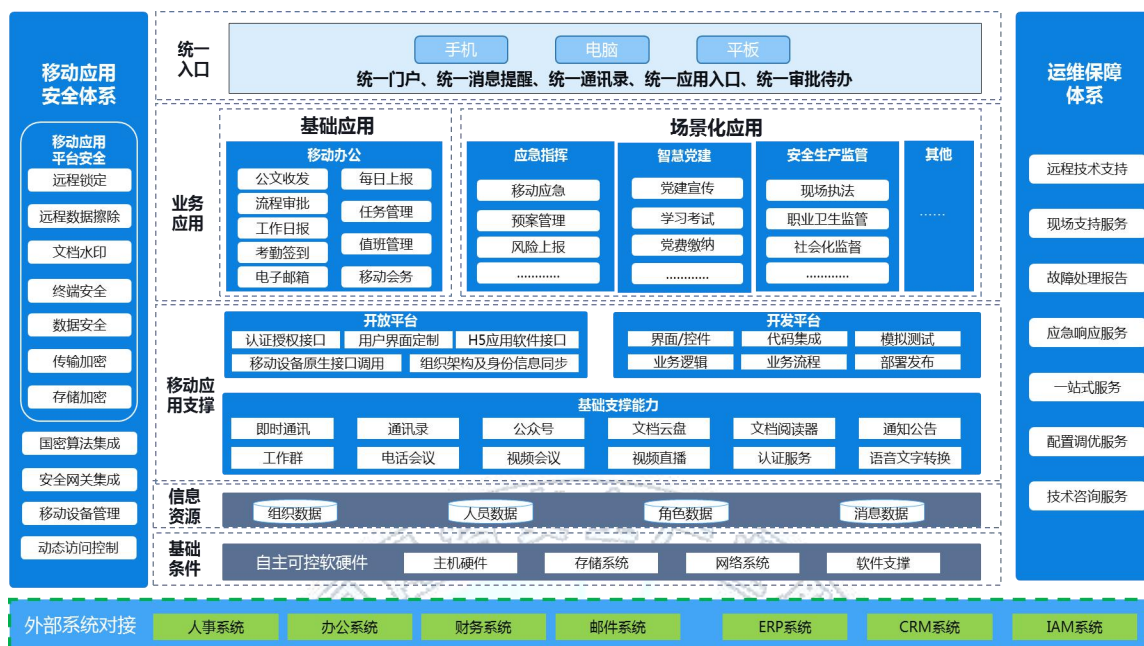 移动应用
安全体系
移动应用
平台安全
远程锁定
远程数据擦除
文档水印
终端安全
数据安全
传输加密
存储加密
国密算法集成
安全网关集成
移动设备管理
动态访问控制
统一
入口
手机
电脑
平板
统一门户、统一消息提醒、统一通讯录、统一应用入口、统一审批待办
业务
应用
基础应用
移动办公
公文收发
每日上报
流程审批
任务管理
工作日报
值班管理
考勤签到
电子邮箱
移动会务
场景化应用
应急指挥
移动应急
预案管理
风险上报
............
智慧党建
党建宣传
学习考试
党费缴纳
............
安全生产监管
现场执法
职业卫生监管
社会化监督
............
其他
......
移动应
用支撑
开放平台
认证授权接口
用户界面定制
H5应用软件接口
移动设备原生接口调用
组织架构及身份信息同步
开发平台
界面/控件
代码集成
模拟测试
业务逻辑
业务流程
部署发布
基础支撑能力
即时通讯
通讯录
公众号
文档云盘
文档阅读器
通知公告
工作群
电话会议
视频会议
视频直播
认证服务
语音文字转换
信息
资源
组织数据
人员数据
角色数据
消息数据
基础
条件
自主可控软硬件
主机硬件
存储系统
网络系统
软件支撑
运维保障
体系
远程技术支持
现场支持服务
故障处理报告
应急响应服务
一站式服务
配置调优服务
技术咨询服务
外部系统对接
人事系统
办公系统
财务系统
邮件系统
ERP系统
CRM系统
IAM系统